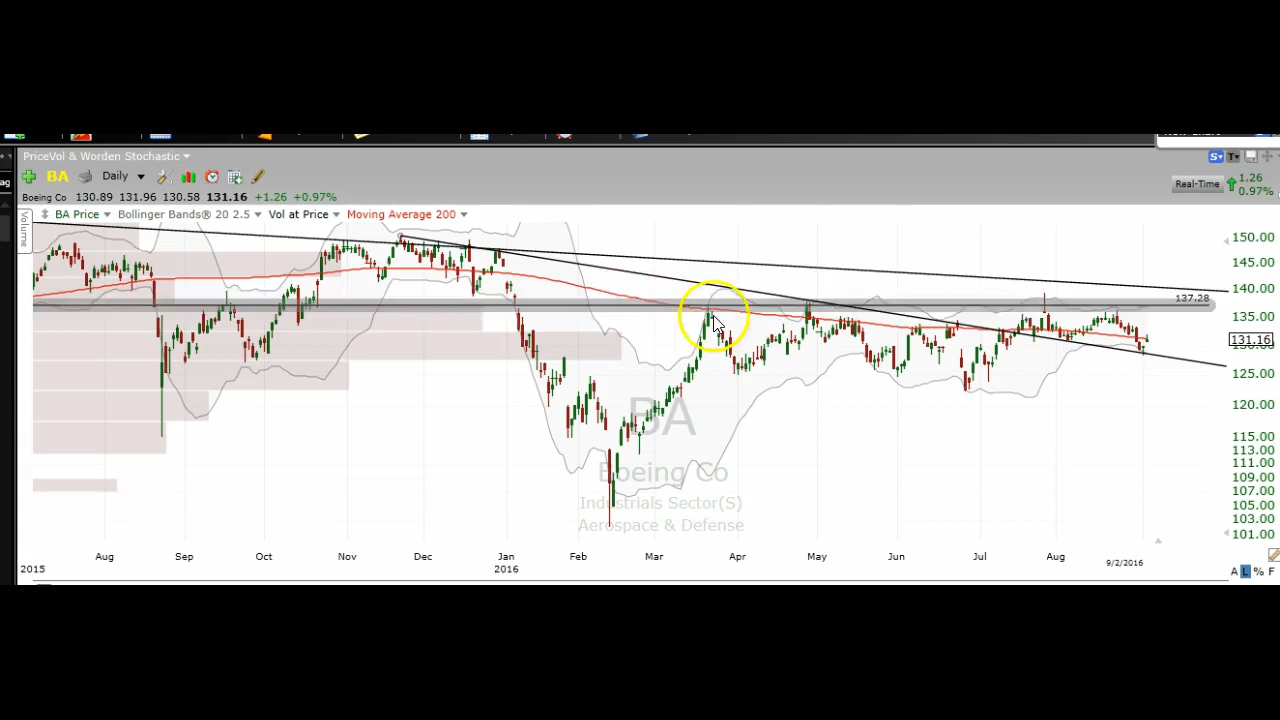 PriceVol & Worden Stochastic
S T
BA Daily
Real-Time
1.26
0.97%
Boeing Co 130.89 131.96 130.58 131.16 +1.26 +0.97%
Volume
BA Price Bollinger Bands® 20 2.5 Vol at Price Moving Average 200
150.00
145.00
140.00
137.28
135.00
131.16
130.00
125.00
120.00
115.00
113.00
111.00
109.00
107.00
105.00
103.00
101.00
BA
Boeing Co
Industrials Sector(S)
Aerospace & Defense
Aug Sep Oct Nov Dec Jan Feb Mar Apr May Jun Jul Aug 9/2/2016
2015 2016
A L % F